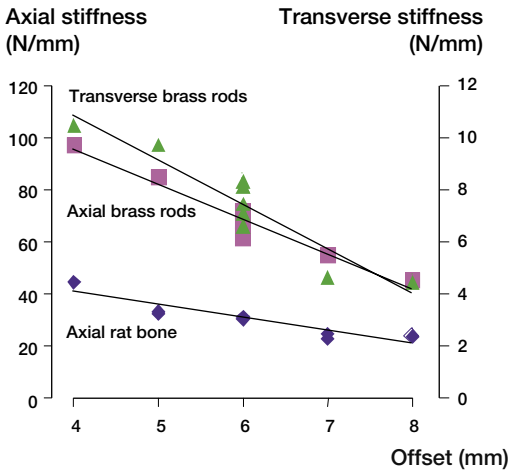 Axial stiffness
(N/mm)
Transverse stiffness
(N/mm)
120
100
80
60
40
20
0
12
10
8
6
4
2
0
Transverse brass rods
Axial brass rods
Axial rat bone
4 5 6 7 8
Offset (mm)